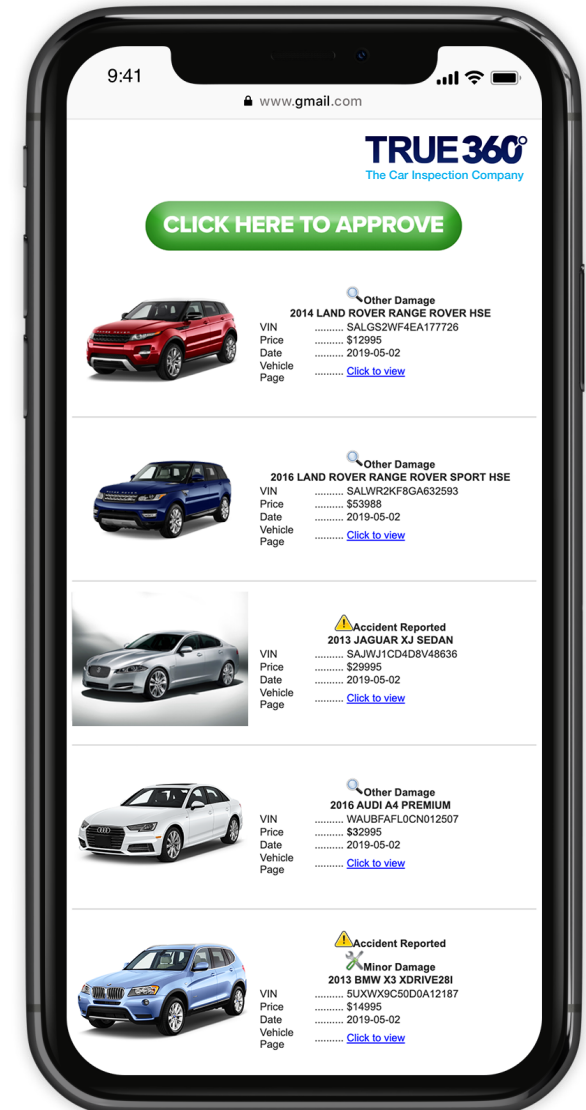 9:41
www.gmail.com
TRUE360°
The Car Inspection Company
CLICK HERE TO APPROVE
Other Damage
2014 LAND ROVER RANGE ROVER HSE
VIN .......... SALGS2WF4EA177726
Price .......... $12995
Date .......... 2019-05-02
Vehicle
Page .......... Click to view
Other Damage
2016 LAND ROVER RANGE ROVER SPORT HSE
VIN .......... SALWR2KF8GA632593
Price .......... $53988
Date .......... 2019-05-02
Vehicle
Page .......... Click to view
Accident Reported
2013 JAGUAR XJ SEDAN
VIN .......... SAJWJ1CD4D8V48636
Price .......... $29995
Date .......... 2019-05-02
Vehicle
Page .......... Click to view
Other Damage
2016 AUDI A4 PREMIUM
VIN .......... WAUBFAFL0CN012507
Price .......... $32995
Date .......... 2019-05-02
Vehicle
Page .......... Click to view
Accident Reported
Minor Damage
2013 BMW X3 XDRIVE28I
VIN .......... 5UXWX9C50D0A12187
Price .......... $14995
Date .......... 2019-05-02
Vehicle
Page .......... Click to view